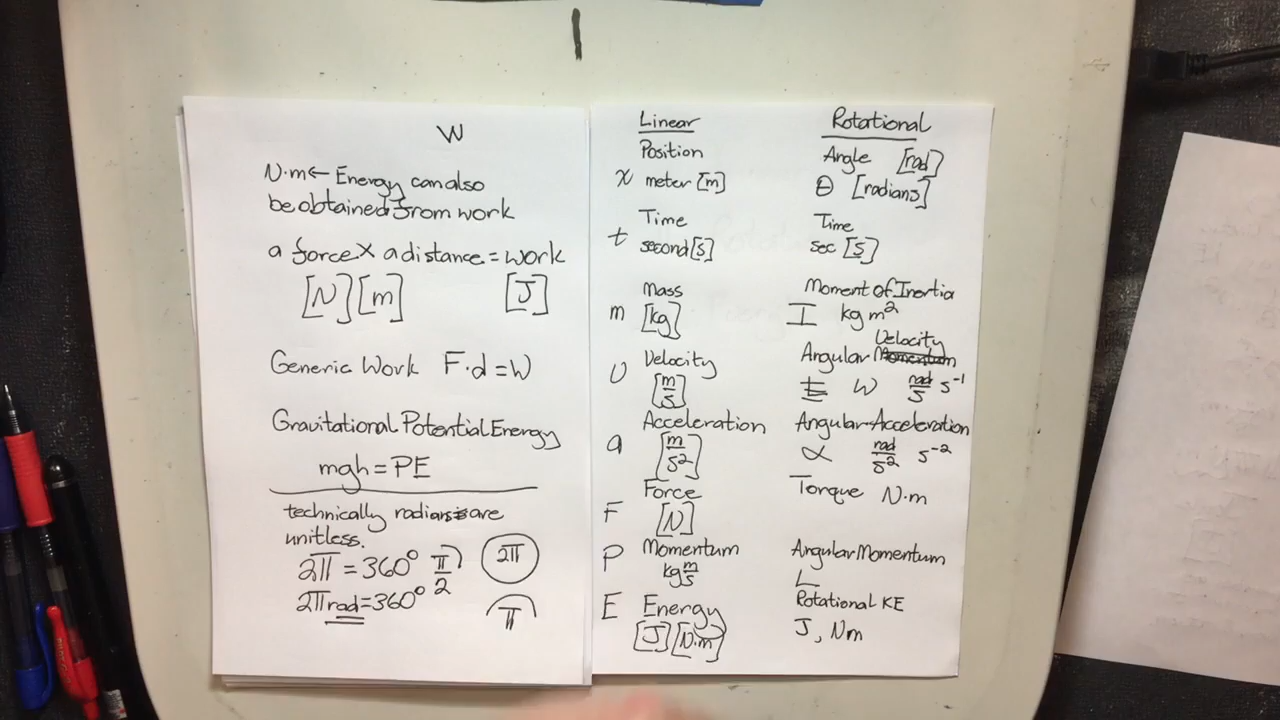 W
N·m ← Energy can also
be obtained from work
a force × a distance = work
[N][m] [J]
Generic Work F·d = W
Gravitational Potential Energy
mgh = PE
technically radians are
unitless.
2π = 360° π/2 2π
2π rad = 360° π
Linear
Position
x meter [m]
Time
t second [s]
Mass
m [kg]
Velocity
v [m/s]
Acceleration
a [m/s²]
Force
F [N]
P Momentum
kg m/s
E Energy
[J] [N·m]
Rotational
Angle [rad]
θ [radians]
Time
sec [s]
Moment Of Inertia
I kg m²
Velocity
Angular Momentum
ω rad/s s⁻¹
Angular Acceleration
α rad/s² s⁻²
Torque N·m
Angular Momentum
L
Rotational KE
J, Nm